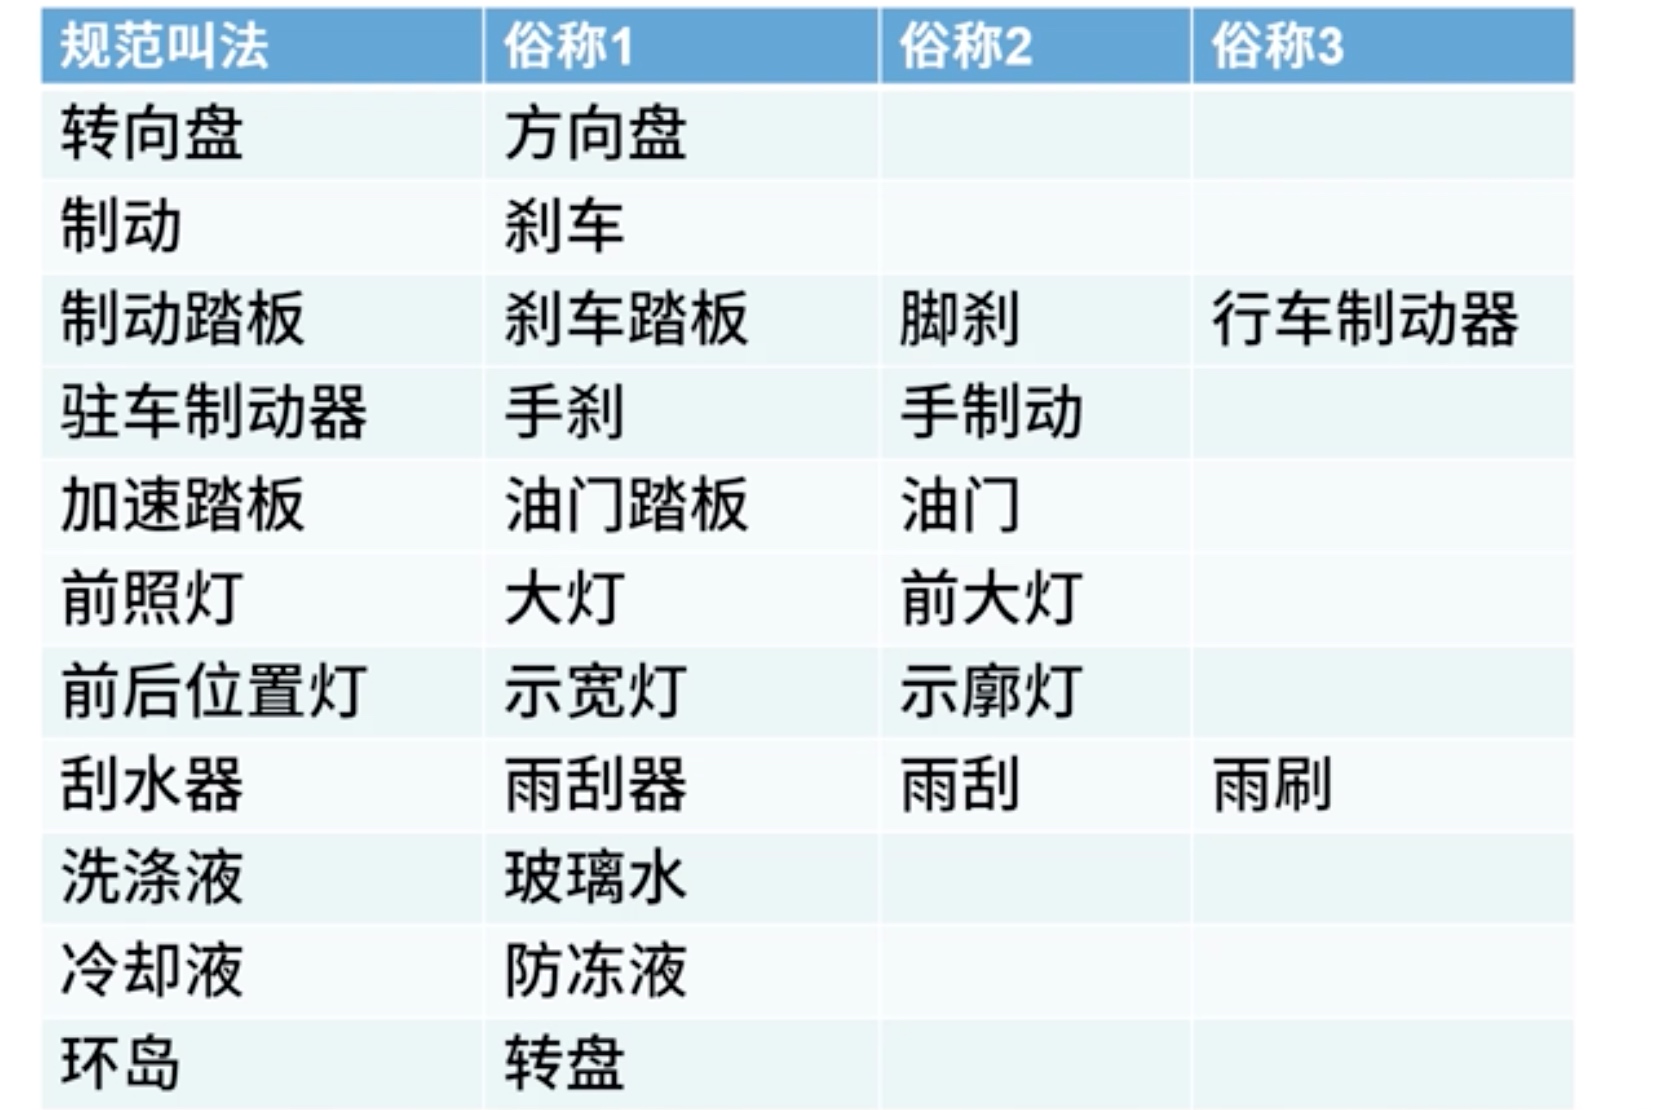 规范叫法 俗称1 俗称2 俗称3
转向盘 方向盘
制动 刹车
制动踏板 刹车踏板 脚刹 行车制动器
驻车制动器 手刹 手制动
加速踏板 油门踏板 油门
前照灯 大灯 前大灯
前后位置灯 示宽灯 示廓灯
刮水器 雨刮器 雨刮 雨刷
洗涤液 玻璃水
冷却液 防冻液
环岛 转盘